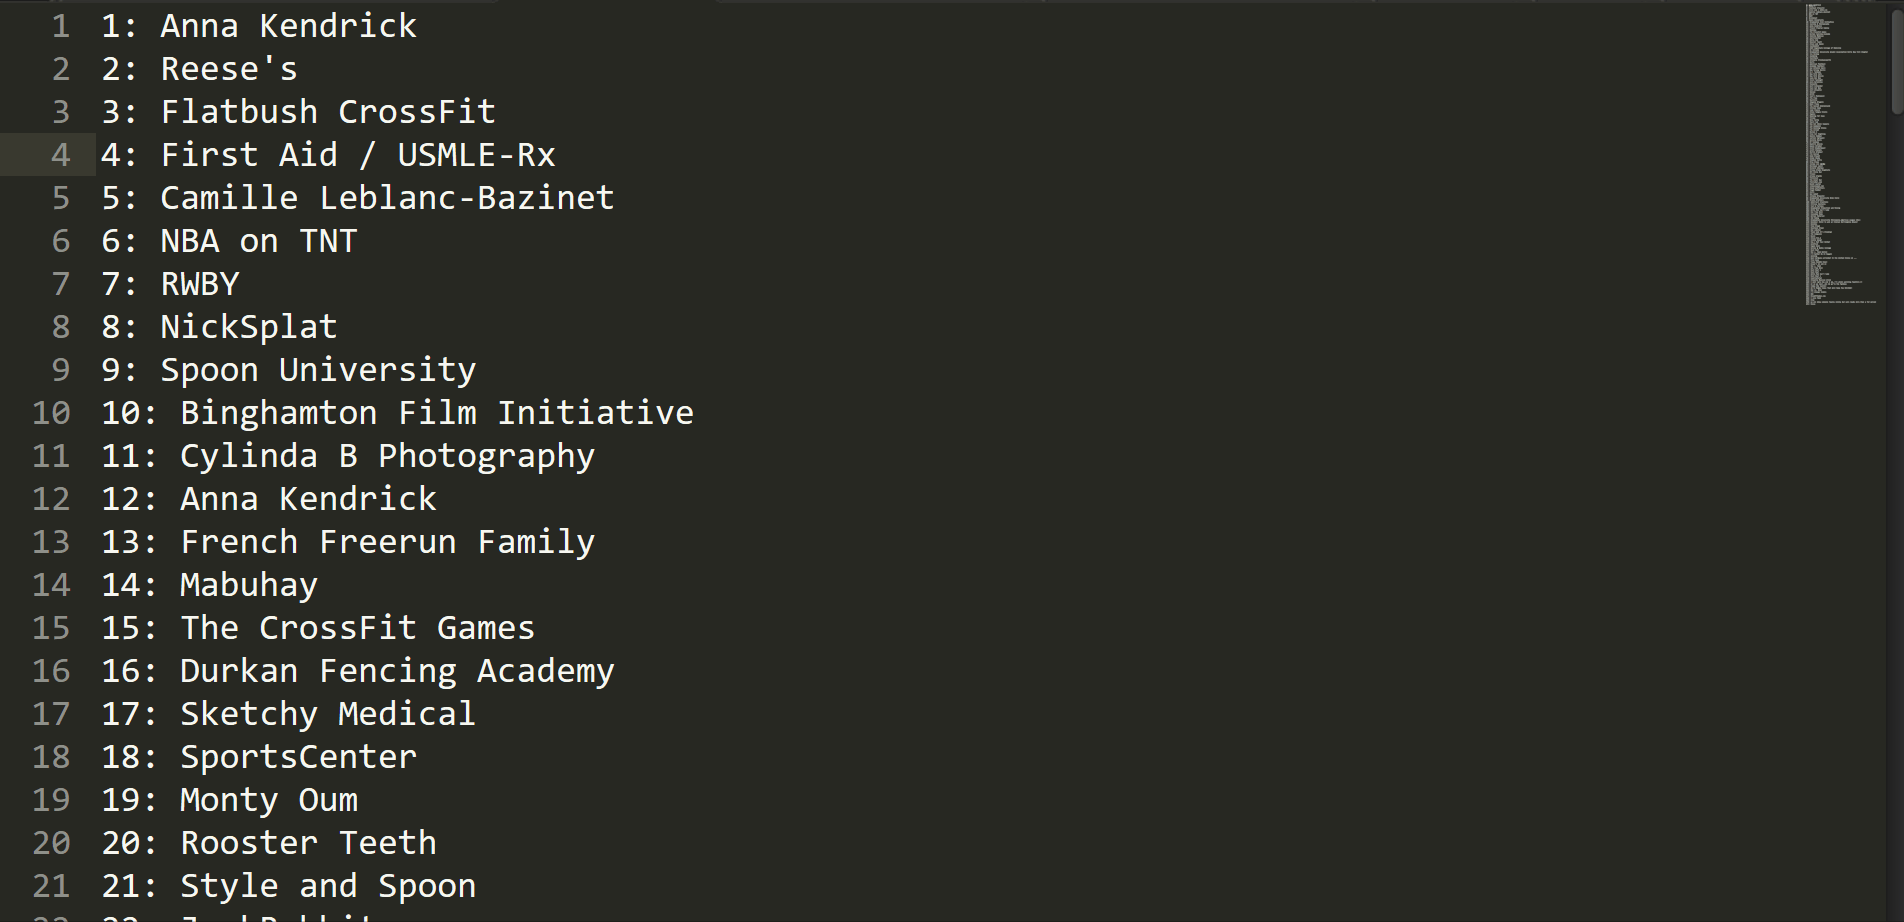 1 1: Anna Kendrick
2 2: Reese's
3 3: Flatbush CrossFit
4 4: First Aid / USMLE-Rx
5 5: Camille Leblanc-Bazinet
6 6: NBA on TNT
7 7: RWBY
8 8: NickSplat
9 9: Spoon University
10 10: Binghamton Film Initiative
11 11: Cylinda B Photography
12 12: Anna Kendrick
13 13: French Freerun Family
14 14: Mabuhay
15 15: The CrossFit Games
16 16: Durkan Fencing Academy
17 17: Sketchy Medical
18 18: SportsCenter
19 19: Monty Oum
20 20: Rooster Teeth
21 21: Style and Spoon